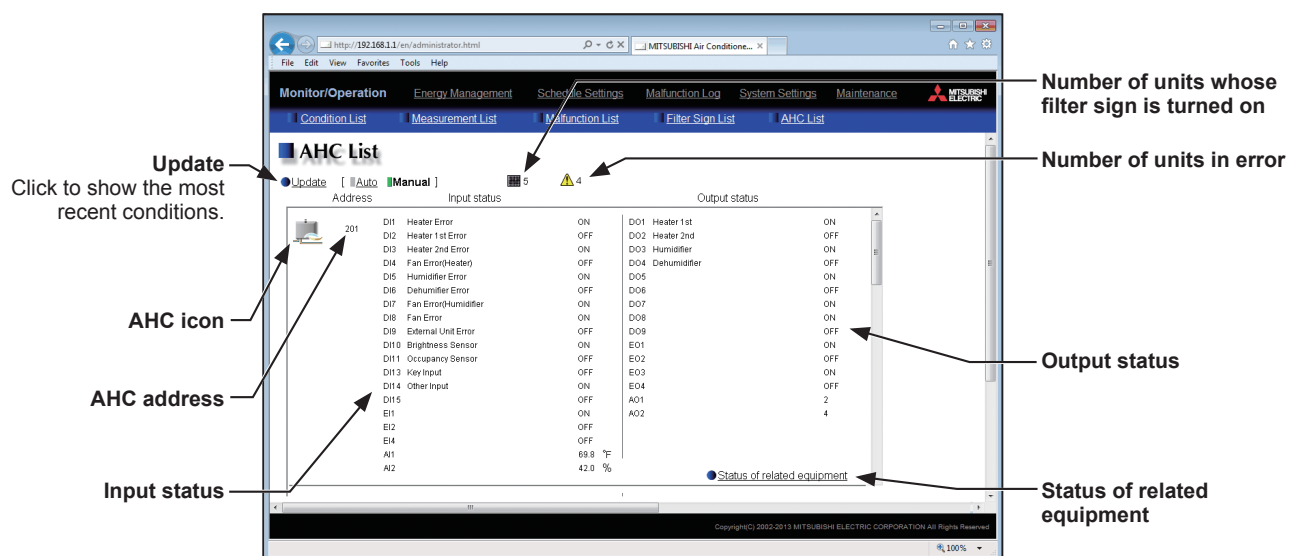 http://192.168.1.1/en/administrator.html
MITSUBISHI Air Conditione...
File Edit View Favorites Tools Help
Monitor/Operation Energy Management Schedule Settings Malfunction Log System Settings Maintenance MITSUBISHI ELECTRIC
Condition List Measurement List Malfunction List Filter Sign List AHC List
AHC List
Update [ Auto Manual ] 5 4
Address Input status Output status
201
DI1 Heater Error ON DO1 Heater 1st ON
DI2 Heater 1st Error OFF DO2 Heater 2nd OFF
DI3 Heater 2nd Error ON DO3 Humidifier ON
DI4 Fan Error(Heater) OFF DO4 Dehumidifier OFF
DI5 Humidifier Error ON DO5 ON
DI6 Dehumifier Error OFF DO6 OFF
DI7 Fan Error(Humidifier ON DO7 ON
DI8 Fan Error ON DO8 ON
DI9 External Unit Error OFF DO9 OFF
DI10 Brightness Sensor ON EO1 ON
DI11 Occupancy Sensor OFF EO2 OFF
DI13 Key Input OFF EO3 ON
DI14 Other Input ON EO4 OFF
DI15 OFF AO1 2
EI1 ON AO2 4
EI2 OFF
EI4 OFF
AI1 69.8 °F
AI2 42.0 %
Status of related equipment
Copyright(C) 2002-2013 MITSUBISHI ELECTRIC CORPORATION All Rights Reserved
100%
Update
Click to show the most
recent conditions.
AHC icon
AHC address
Input status
Number of units whose
filter sign is turned on
Number of units in error
Output status
Status of related
equipment